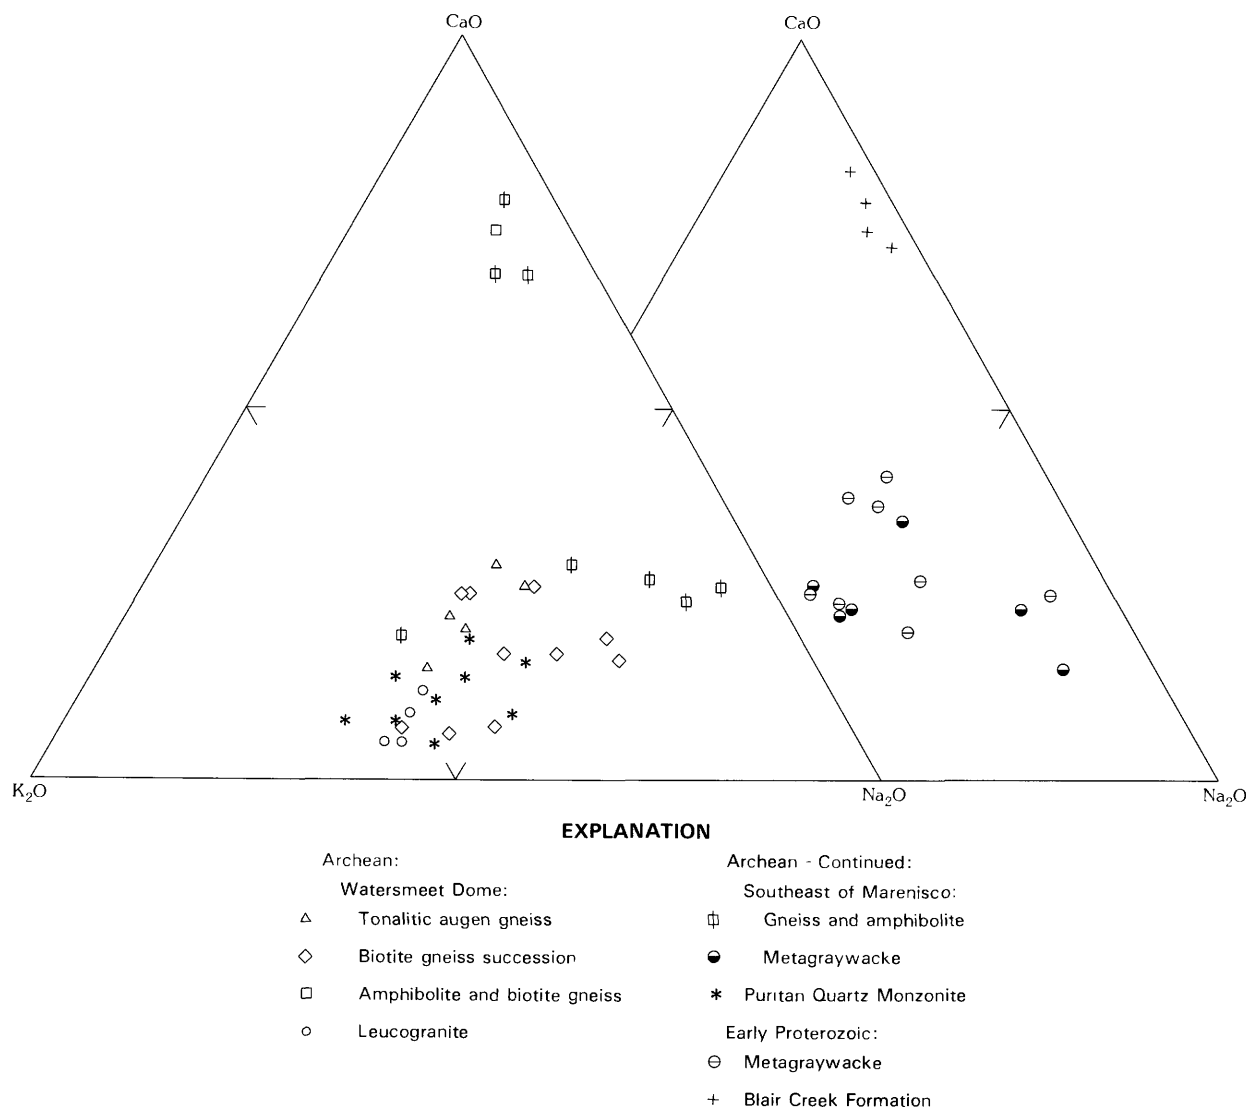 CaO
CaO
K₂O
Na₂O
Na₂O
EXPLANATION
Archean:
Watersmeet Dome:
Tonalitic augen gneiss
Biotite gneiss succession
Amphibolite and biotite gneiss
Leucogranite
Archean - Continued:
Southeast of Marenisco:
Gneiss and amphibolite
Metagraywacke
Puritan Quartz Monzonite
Early Proterozoic:
Metagraywacke
Blair Creek Formation